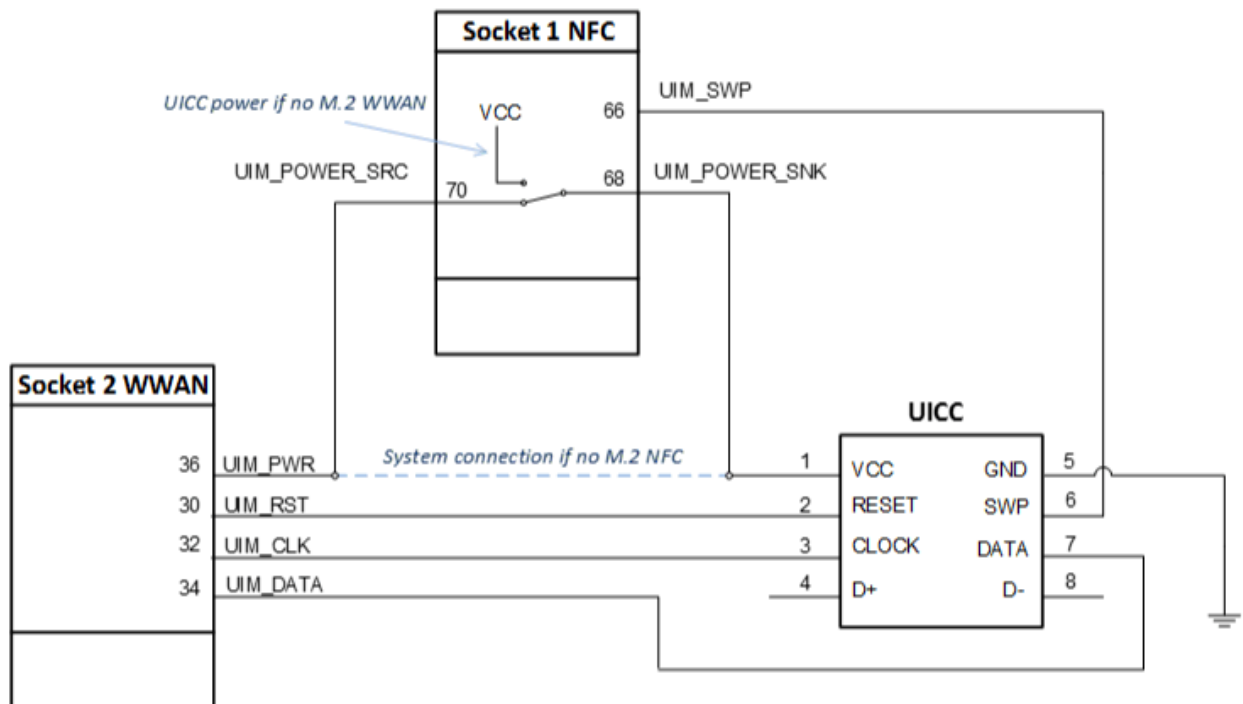 Socket 1 NFC
UICC power if no M.2 WWAN
VCC
66
UIM_SWP
UIM_POWER_SRC
70
68
UIM_POWER_SNK
Socket 2 WWAN
36
UIM_PWR
System connection if no M.2 NFC
30
UIM_RST
32
UIM_CLK
34
UIM_DATA
UICC
1
VCC
GND
5
2
RESET
SWP
6
3
CLOCK
DATA
7
4
D+
D-
8